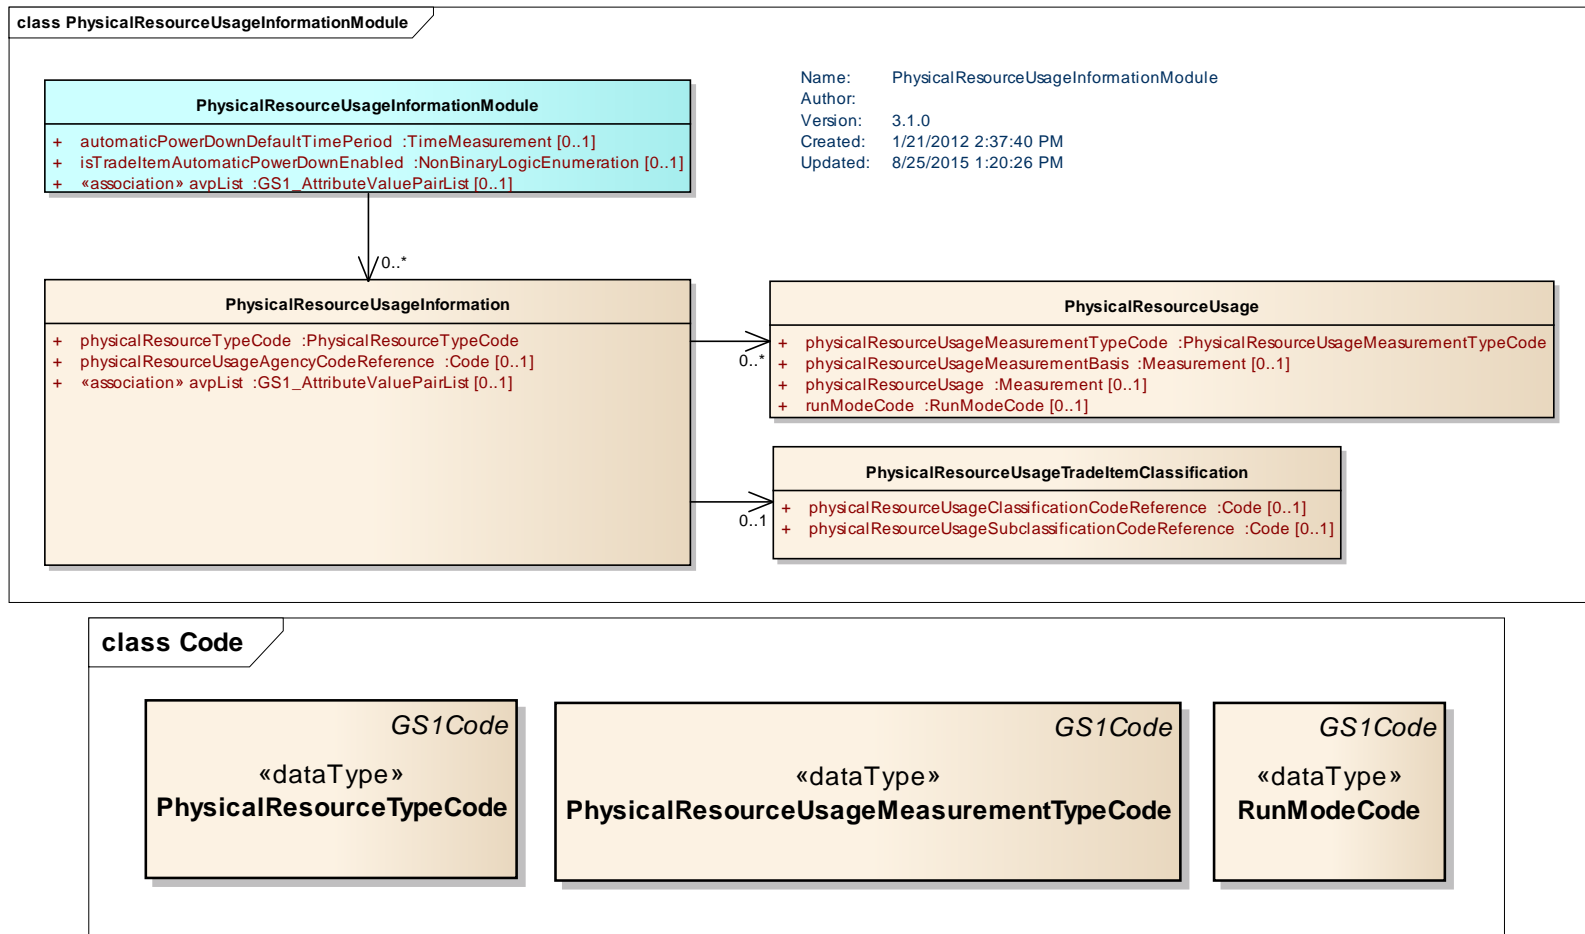 class PhysicalResourceUsageInformationModule
PhysicalResourceUsageInformationModule
+ automaticPowerDownDefaultTimePeriod :TimeMeasurement [0..1]
+ isTradeItemAutomaticPowerDownEnabled :NonBinaryLogicEnumeration [0..1]
+ «association» avpList :GS1_AttributeValuePairList [0..1]
Name: PhysicalResourceUsageInformationModule
Author:
Version: 3.1.0
Created: 1/21/2012 2:37:40 PM
Updated: 8/25/2015 1:20:26 PM
0..*
PhysicalResourceUsageInformation
+ physicalResourceTypeCode :PhysicalResourceTypeCode
+ physicalResourceUsageAgencyCodeReference :Code [0..1]
+ «association» avpList :GS1_AttributeValuePairList [0..1]
0..*
PhysicalResourceUsage
+ physicalResourceUsageMeasurementTypeCode :PhysicalResourceUsageMeasurementTypeCode
+ physicalResourceUsageMeasurementBasis :Measurement [0..1]
+ physicalResourceUsage :Measurement [0..1]
+ runModeCode :RunModeCode [0..1]
0..1
PhysicalResourceUsageTradeItemClassification
+ physicalResourceUsageClassificationCodeReference :Code [0..1]
+ physicalResourceUsageSubclassificationCodeReference :Code [0..1]
class Code
GS1Code
«dataType»
PhysicalResourceTypeCode
GS1Code
«dataType»
PhysicalResourceUsageMeasurementTypeCode
GS1Code
«dataType»
RunModeCode